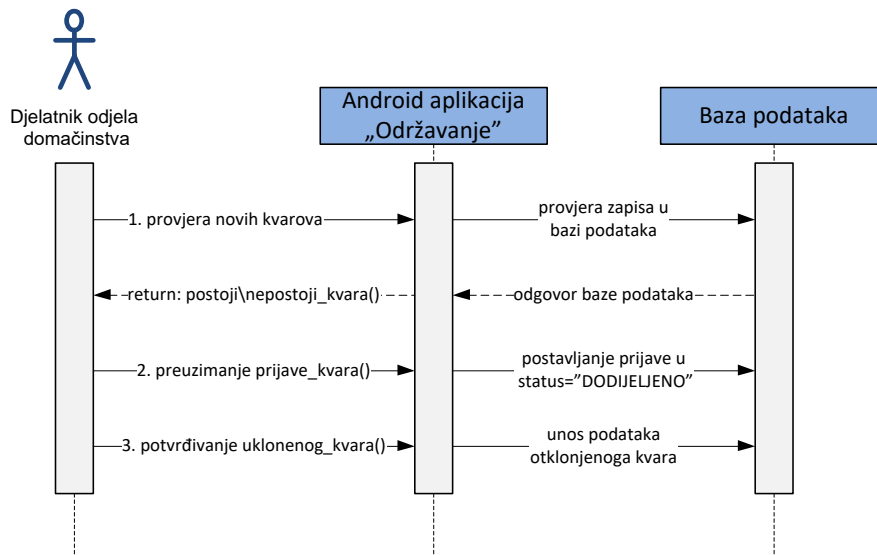 Djelatnik odjela
domačinstva
Android aplikacija
„Održavanje”
Baza podataka
1. provjera novih kvarova
provjera zapisa u
bazi podataka
return: postoji\nepostoji_kvara()
odgovor baze podataka
2. preuzimanje prijave_kvara()
postavljanje prijave u
status=”DODIJELJENO”
3. potvrđivanje uklonenog_kvara()
unos podataka
otklonjenoga kvara